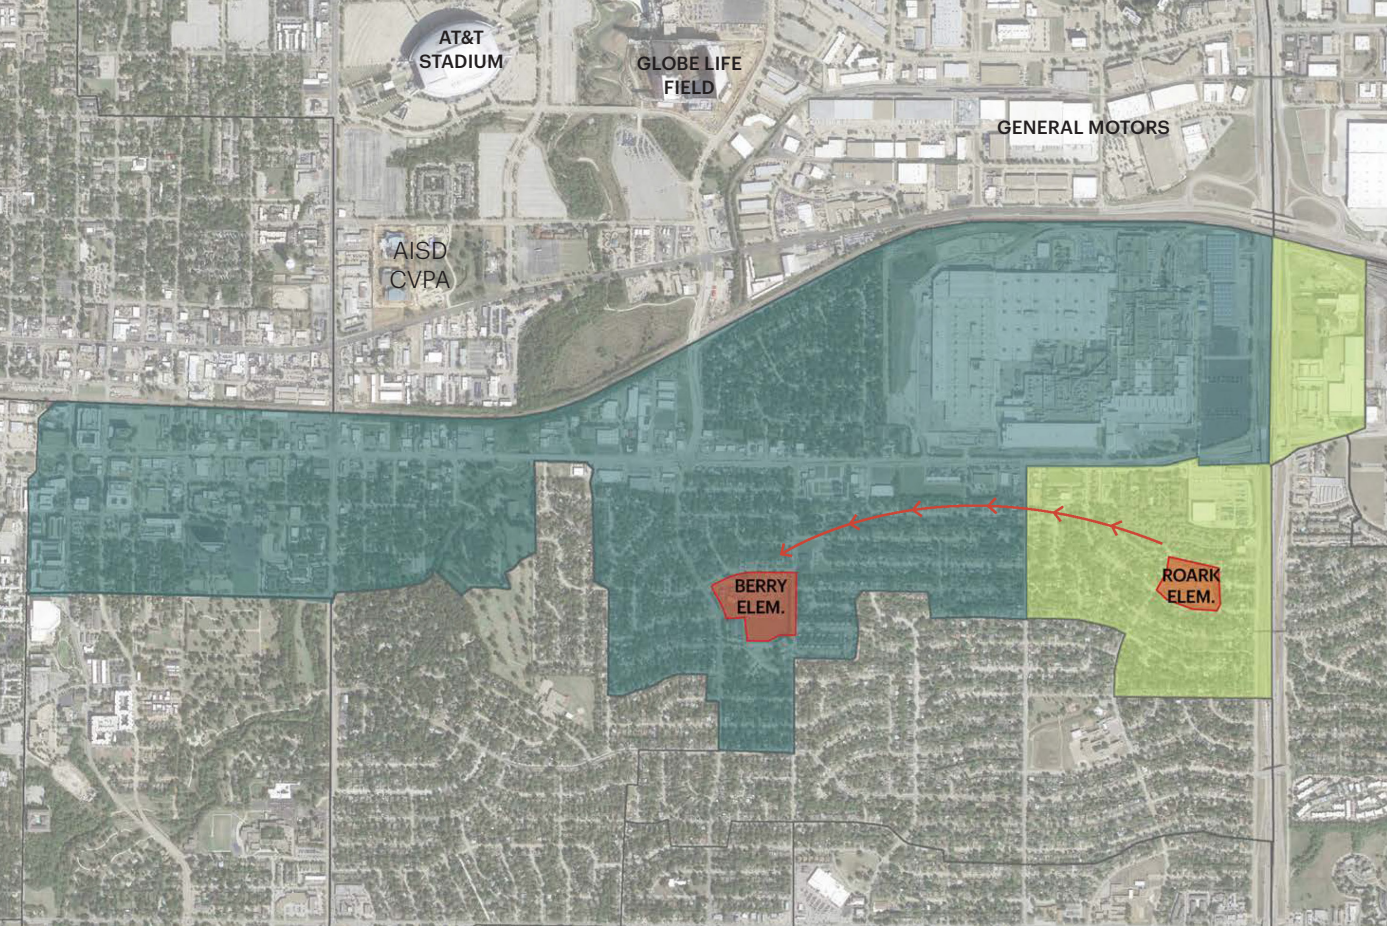 AT&T
STADIUM
GLOBE LIFE
FIELD
GENERAL MOTORS
AISD
CVPA
BERRY
ELEM.
ROARK
ELEM.